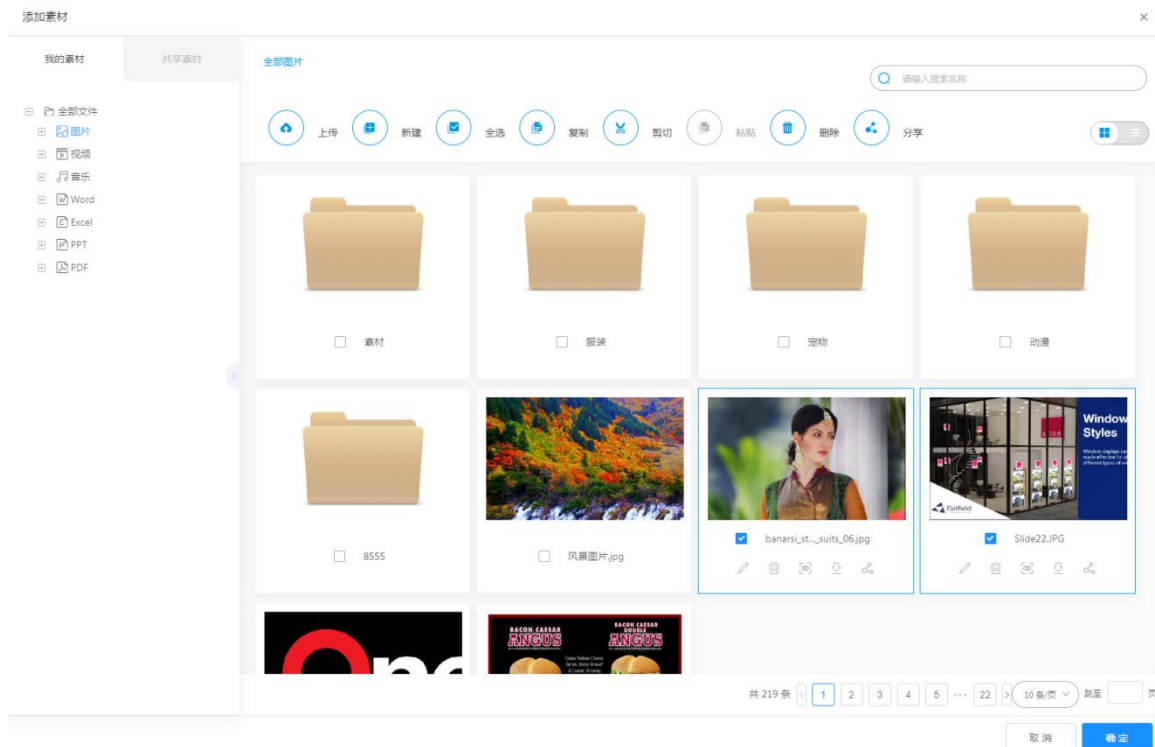 添加素材
我的素材 共享素材
全部图片
请输入搜索名称
全部文件
图片
视频
音乐
Word
Excel
PPT
PDF
上传 新建 全选 复制 剪切 粘贴 删除 分享
素材 服装 宠物 动漫
Window
Styles
Fairfield
8555 风景图片.jpg banarsi_st..._suits_06.jpg Slide22.JPG
BACON CAESAR
ANGUS
BACON CAESAR
DOUBLE
ANGUS
共 219 条 < 1 2 3 4 5 ··· 22 > 10 条/页 跳至 页
取消 确定